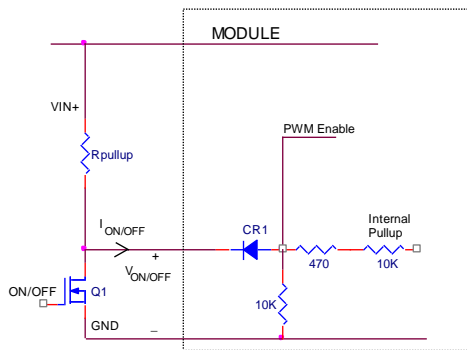 MODULE
VIN+
PWM Enable
Rpullup
I ON/OFF
CR1
Internal
Pullup
+
470
10K
V ON/OFF
ON/OFF
Q1
10K
GND
_